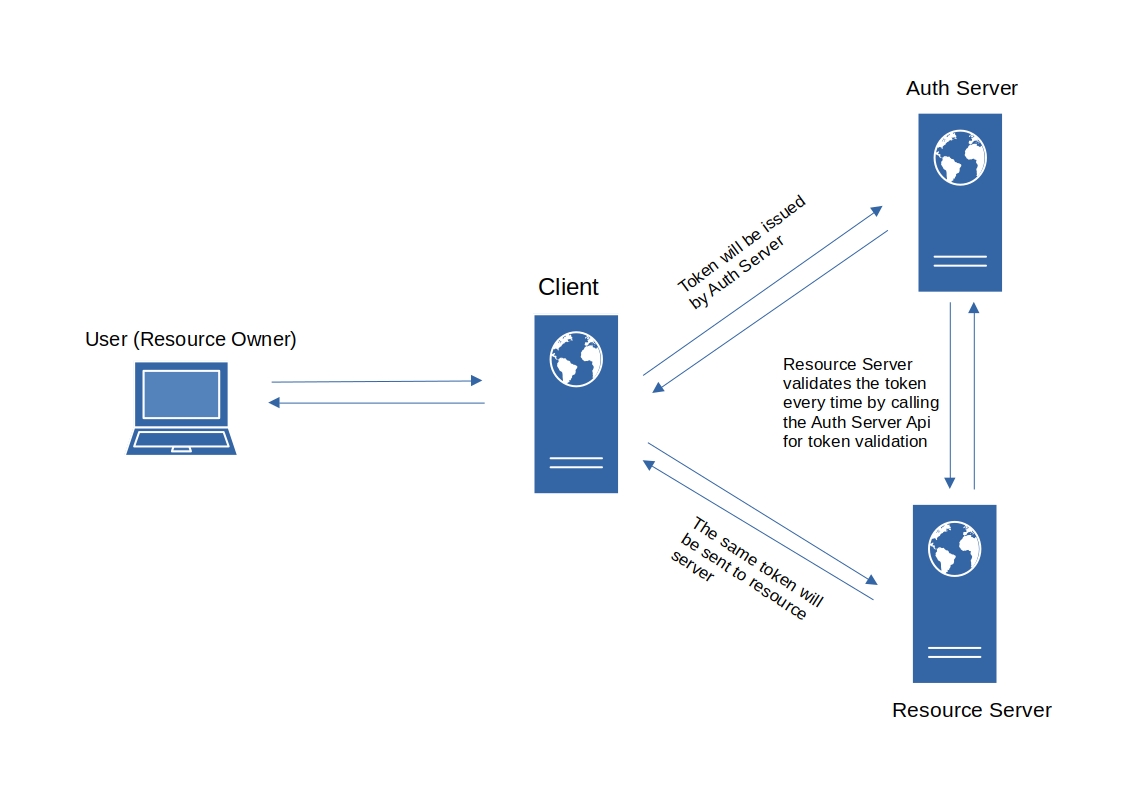 Auth Server
Token will be issued
by Auth Server
Client
User (Resource Owner)
Resource Server
validates the token
every time by calling
the Auth Server Api
for token validation
The same token will
be sent to resource
server
Resource Server